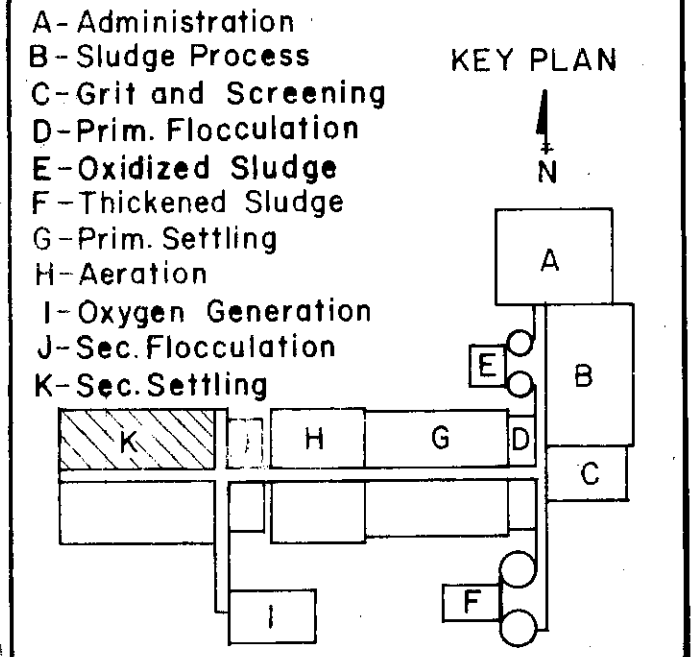 A-Administration
B-Sludge Process
KEY PLAN
C-Grit and Screening
D-Prim. Flocculation
E-Oxidized Sludge
N
F-Thickened Sludge
G-Prim. Settling
A
H-Aeration
I-Oxygen Generation
J-Sec. Flocculation
E
B
K-Sec. Settling
K
J
H
G
D
C
F
I